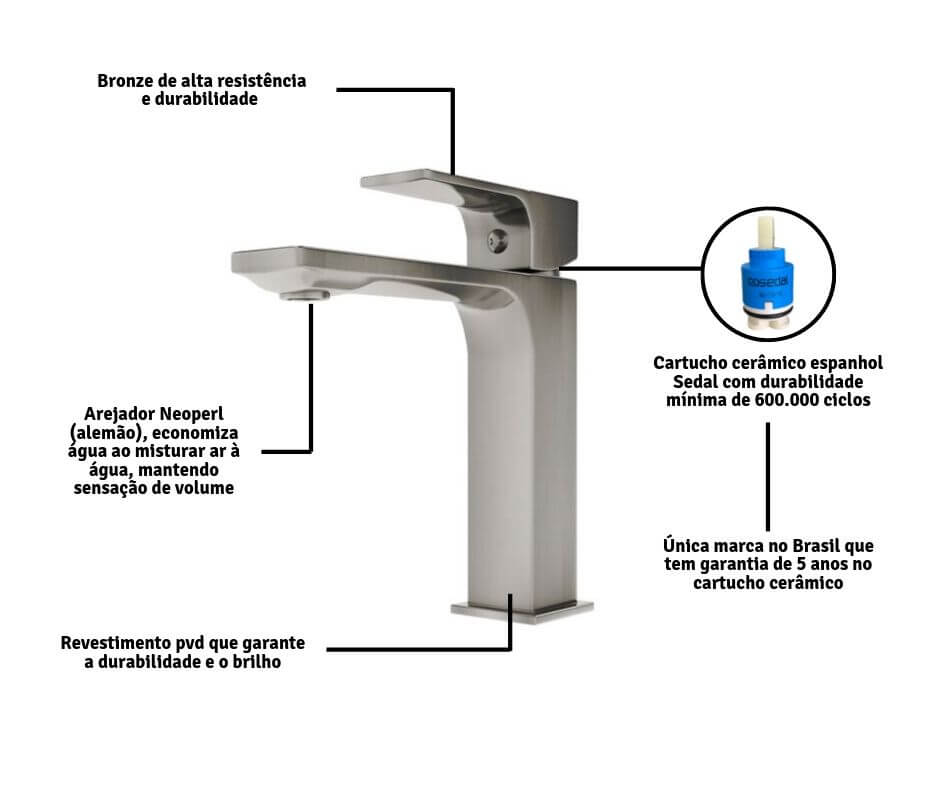 Bronze de alta resistência
e durabilidade
Arejador Neoperl
(alemão), economiza
água ao misturar ar à
água, mantendo
sensação de volume
Cartucho cerâmico espanhol
Sedal com durabilidade
mínima de 600.000 ciclos
Única marca no Brasil que
tem garantia de 5 anos no
cartucho cerâmico
Revestimento pvd que garante
a durabilidade e o brilho